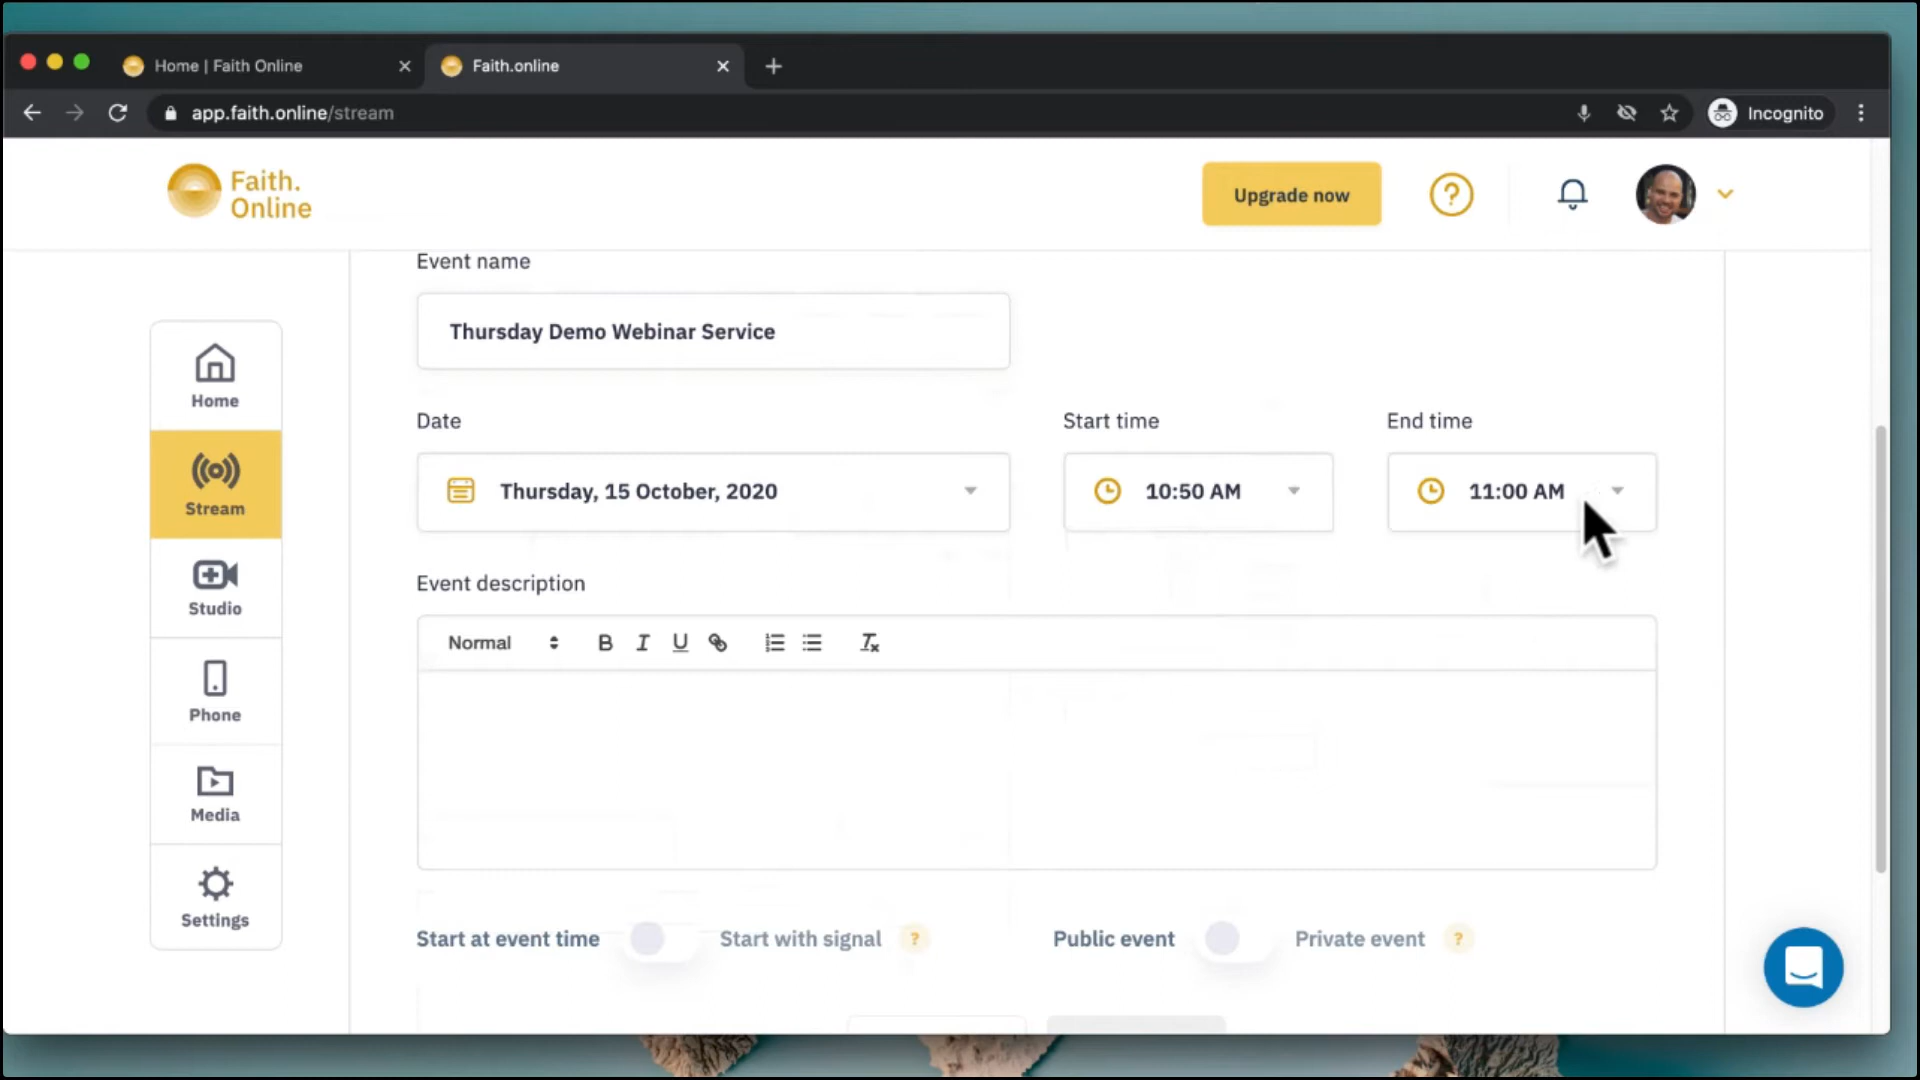 Home | Faith Online
Faith.online
app.faith.online/stream
Incognito
Faith.
Online
Upgrade now
?
Event name
Thursday Demo Webinar Service
Home
Date
Start time
End time
Thursday, 15 October, 2020
10:50 AM
11:00 AM
Stream
Event description
Studio
Normal
B I U
Phone
Media
Settings
Start at event time
Start with signal
?
Public event
Private event
?